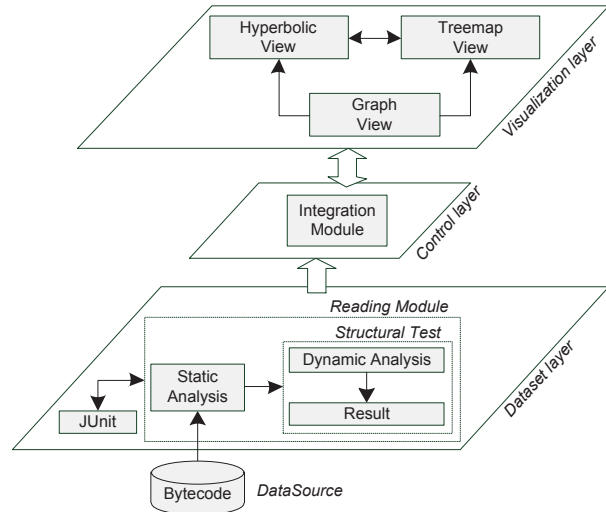 Hyperbolic
View
Treemap
View
Graph
View
Visualization layer
Integration
Module
Control layer
Reading Module
Structural Test
Dynamic Analysis
Static
Analysis
Result
JUnit
Dataset layer
Bytecode
DataSource